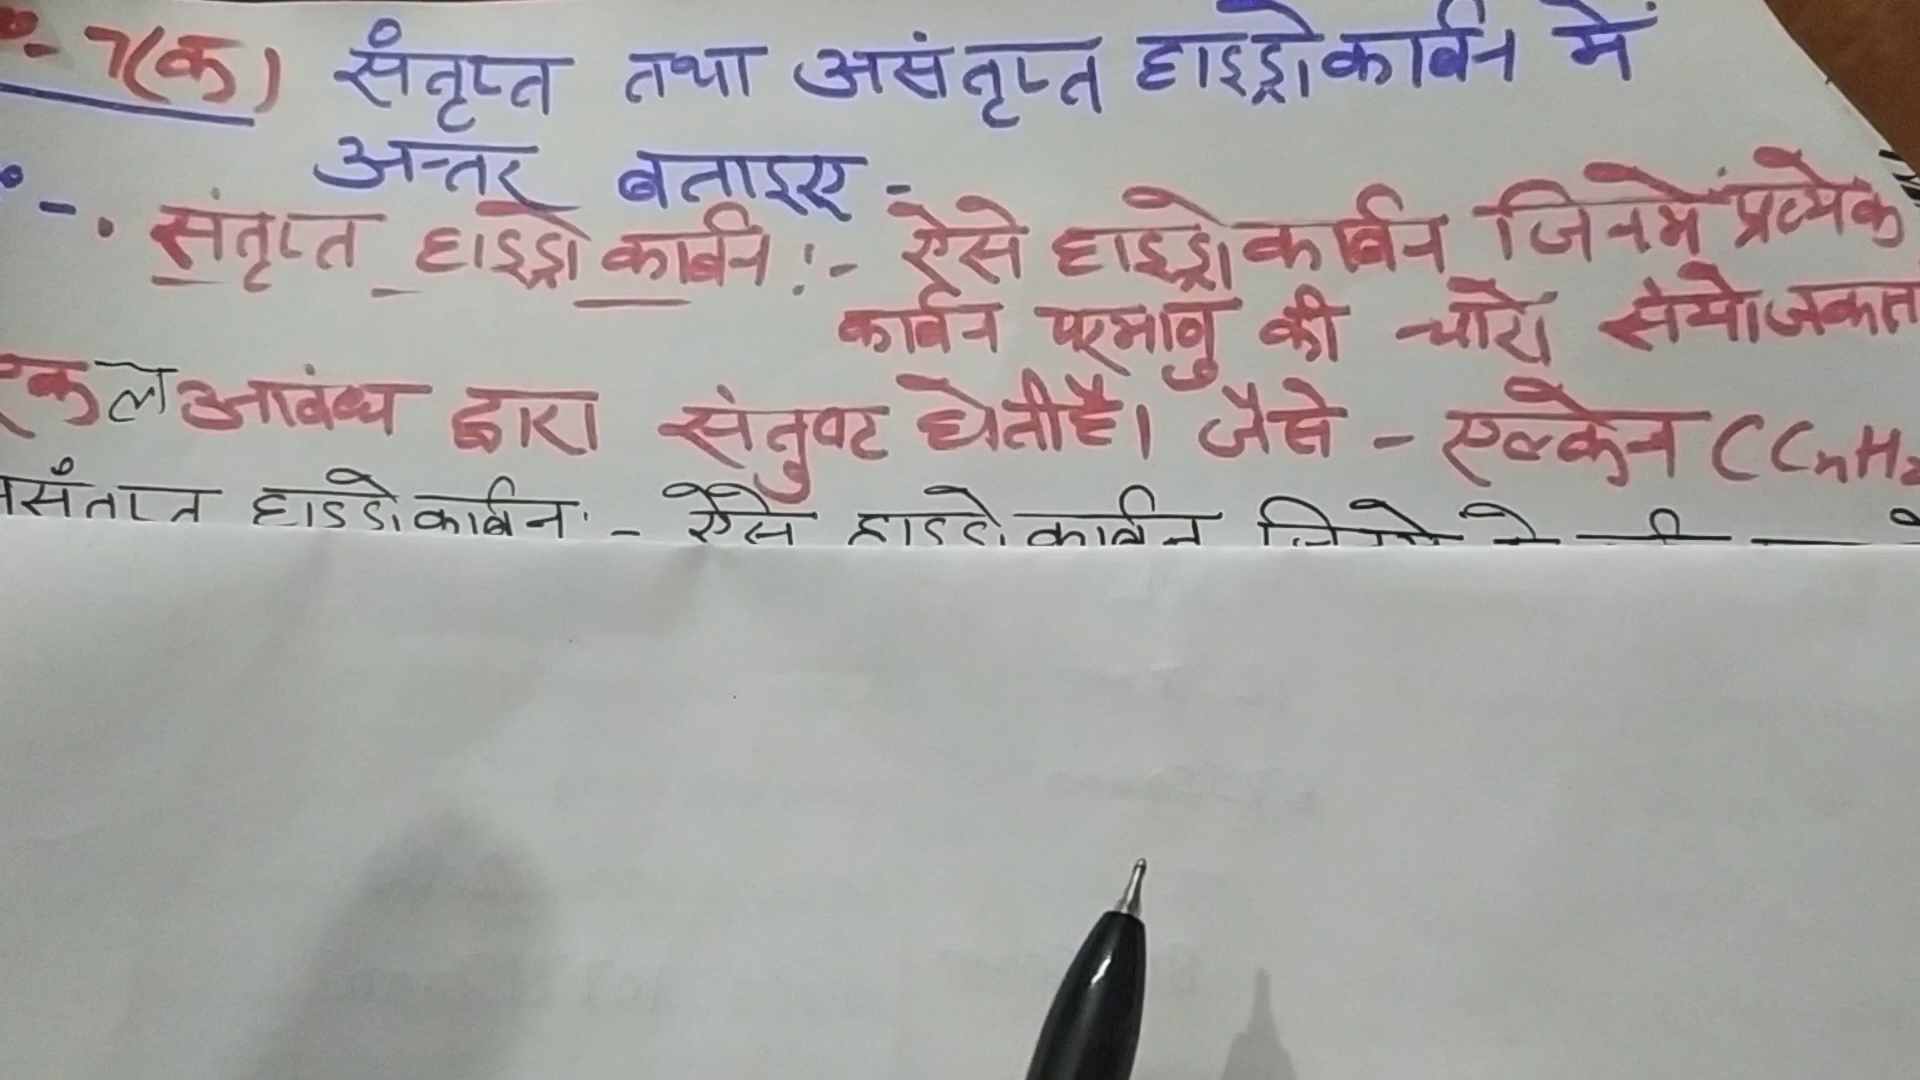 7(क) संतृप्त तथा असंतृप्त हाइड्रोकार्बन में
अन्तर बताइए -
संतृप्त हाइड्रो कार्बन :- ऐसे हाइड्रोकार्बन जिनमें प्रत्येक
कार्बन परमाणु की चारों संयोजकता
एकल आबंध द्वारा संतुष्ट होती है। जैसे - एल्केन (CnH2
असंतृप्त हाइड्रोकार्बन :- ऐसे हाइड्रो कार्बन